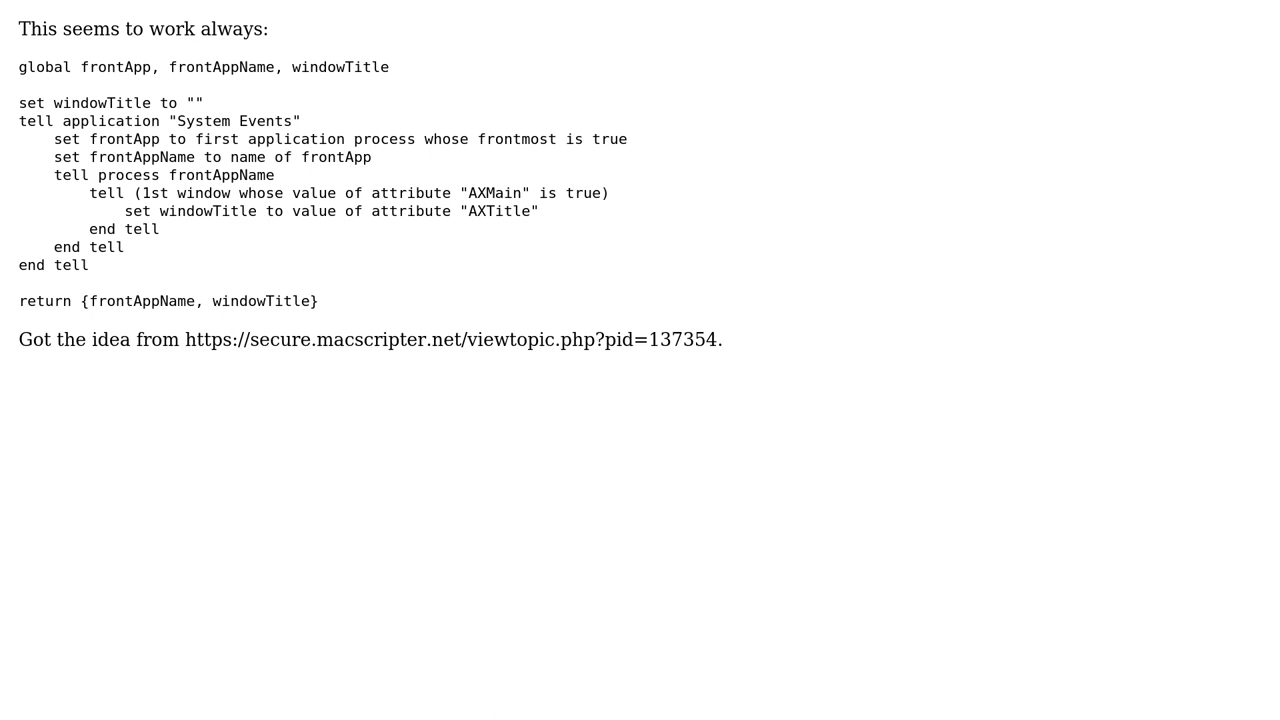 This seems to work always:
global frontApp, frontAppName, windowTitle
set windowTitle to ""
tell application "System Events"
    set frontApp to first application process whose frontmost is true
    set frontAppName to name of frontApp
    tell process frontAppName
        tell (1st window whose value of attribute "AXMain" is true)
            set windowTitle to value of attribute "AXTitle"
        end tell
    end tell
end tell
return {frontAppName, windowTitle}
Got the idea from https://secure.macscripter.net/viewtopic.php?pid=137354.